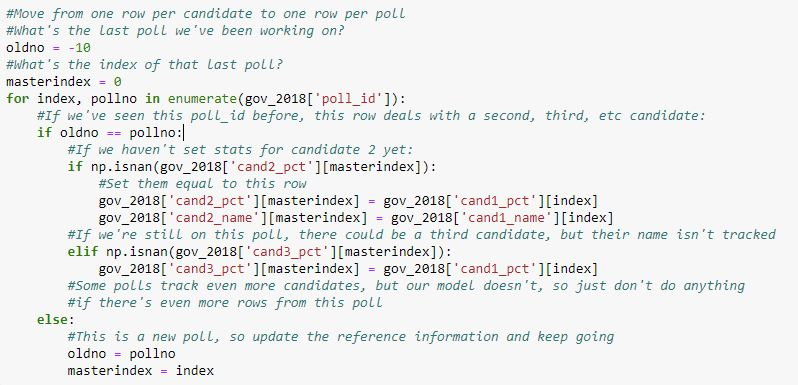 #Move from one row per candidate to one row per poll
#What's the last poll we've been working on?
oldno = -10
#What's the index of that last poll?
masterindex = 0
for index, pollno in enumerate(gov_2018['poll_id']):
    #If we've seen this poll_id before, this row deals with a second, third, etc candidate:
    if oldno == pollno:
        #If we haven't set stats for candidate 2 yet:
        if np.isnan(gov_2018['cand2_pct'][masterindex]):
            #Set them equal to this row
            gov_2018['cand2_pct'][masterindex] = gov_2018['cand1_pct'][index]
            gov_2018['cand2_name'][masterindex] = gov_2018['cand1_name'][index]
        #If we're still on this poll, there could be a third candidate, but their name isn't tracked
        elif np.isnan(gov_2018['cand3_pct'][masterindex]):
            gov_2018['cand3_pct'][masterindex] = gov_2018['cand1_pct'][index]
        #Some polls track even more candidates, but our model doesn't, so just don't do anything
        #if there's even more rows from this poll
    else:
        #This is a new poll, so update the reference information and keep going
        oldno = pollno
        masterindex = index